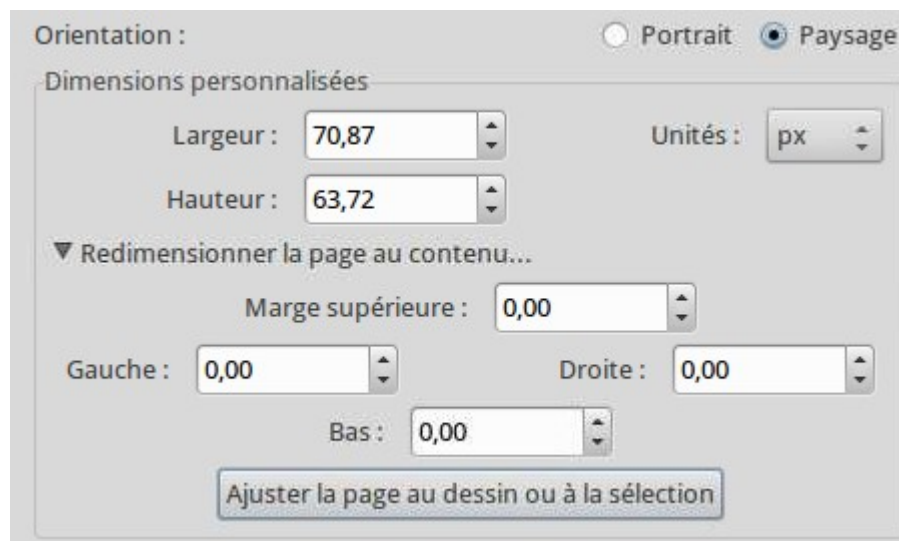 Orientation : Portrait Paysage
Dimensions personnalisées
Largeur : 70,87 Unités : px
Hauteur : 63,72
Redimensionner la page au contenu...
Marge supérieure : 0,00
Gauche : 0,00 Droite : 0,00
Bas : 0,00
Ajuster la page au dessin ou à la sélection